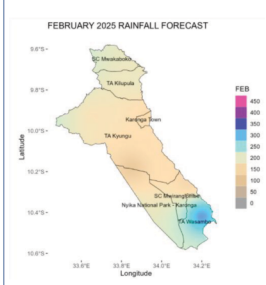 FEBRUARY 2025 RAINFALL FORECAST
9.6°S
9.8°S
10.0°S
10.2°S
10.4°S
10.6°S
Latitude
SC Mwakaboko
TA Kilupula
Karonga Town
TA Kyungu
SC Mwirang'ombe
Nyika National Park - Karonga
TA Wasambo
33.6°E 33.8°E 34.0°E 34.2°E
Longitude
FEB
450
400
350
300
250
200
150
100
50
0